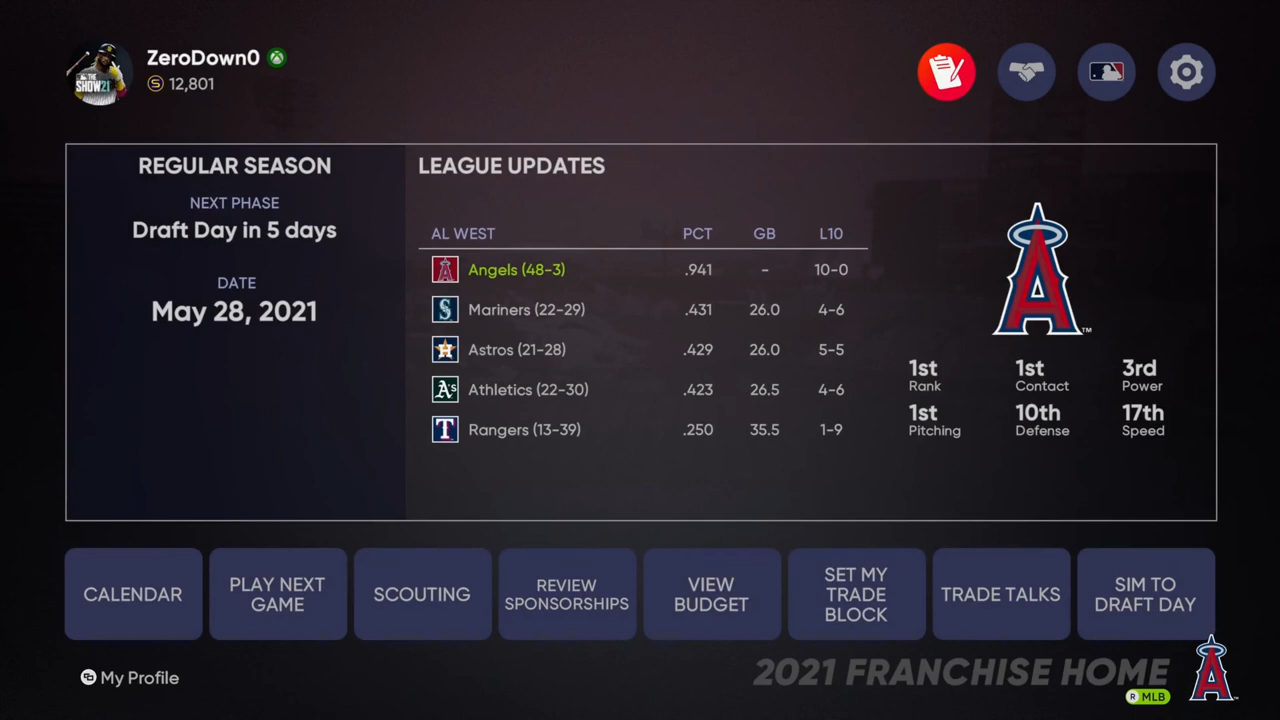 ZeroDown0
S 12,801
THE
SHOW21
REGULAR SEASON
NEXT PHASE
Draft Day in 5 days
DATE
May 28, 2021
LEAGUE UPDATES
AL WEST PCT GB L10
Angels (48-3) .941 - 10-0
Mariners (22-29) .431 26.0 4-6
Astros (21-28) .429 26.0 5-5
A's Athletics (22-30) .423 26.5 4-6
T Rangers (13-39) .250 35.5 1-9
A
TM
1st 1st 3rd
Rank Contact Power
1st 10th 17th
Pitching Defense Speed
CALENDAR
PLAY NEXT
GAME
SCOUTING
REVIEW
SPONSORSHIPS
VIEW
BUDGET
SET MY
TRADE
BLOCK
TRADE TALKS
SIM TO
DRAFT DAY
My Profile
2021 FRANCHISE HOME
R MLB
A